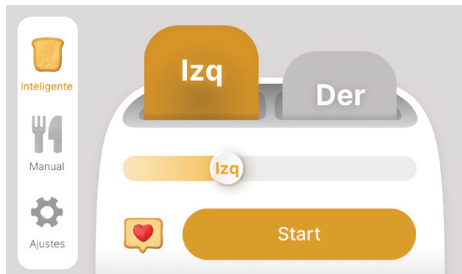 Inteligente
Manual
Ajustes
Izq
Der
Izq
Start